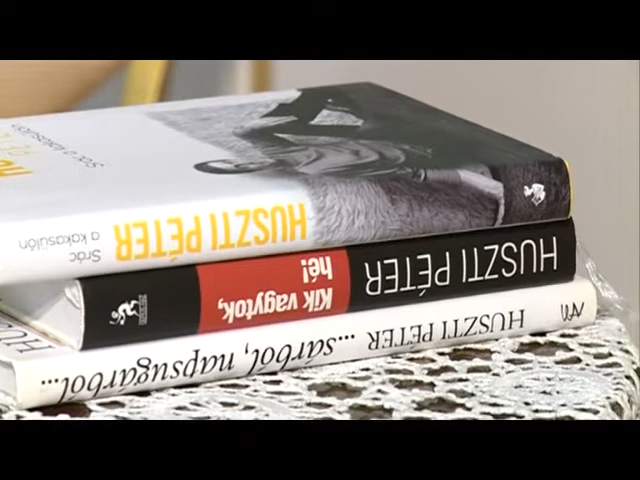 HUSZTI PÉTER
Srác
a kakasülőn
HUSZTI PÉTER
Kik vagytok,
hé!
HUSZTI PÉTER
...sárból, napsugárból...